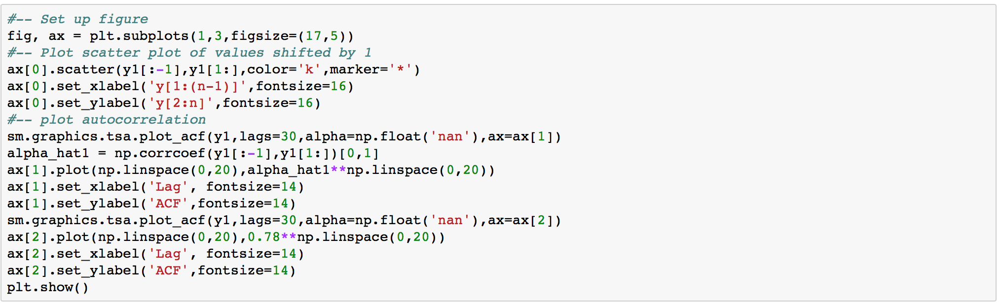 #-- Set up figure
fig, ax = plt.subplots(1,3,figsize=(17,5))
#-- Plot scatter plot of values shifted by 1
ax[0].scatter(y1[:-1],y1[1:],color='k',marker='*')
ax[0].set_xlabel('y[1:(n-1)]',fontsize=16)
ax[0].set_ylabel('y[2:n]',fontsize=16)
#-- plot autocorrelation
sm.graphics.tsa.plot_acf(y1,lags=30,alpha=np.float('nan'),ax=ax[1])
alpha_hat1 = np.corrcoef(y1[:-1],y1[1:])[0,1]
ax[1].plot(np.linspace(0,20),alpha_hat1**np.linspace(0,20))
ax[1].set_xlabel('Lag', fontsize=14)
ax[1].set_ylabel('ACF',fontsize=14)
sm.graphics.tsa.plot_acf(y1,lags=30,alpha=np.float('nan'),ax=ax[2])
ax[2].plot(np.linspace(0,20),0.78**np.linspace(0,20))
ax[2].set_xlabel('Lag', fontsize=14)
ax[2].set_ylabel('ACF',fontsize=14)
plt.show()